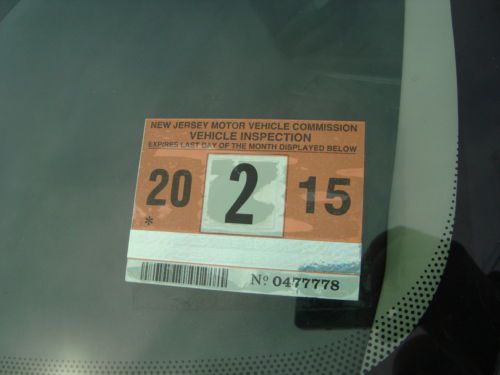 NEW JERSEY MOTOR VEHICLE COMMISSION
VEHICLE INSPECTION
EXPIRES LAST DAY OF THE MONTH DISPLAYED BELOW
20 2 15
*
Nº 0477778